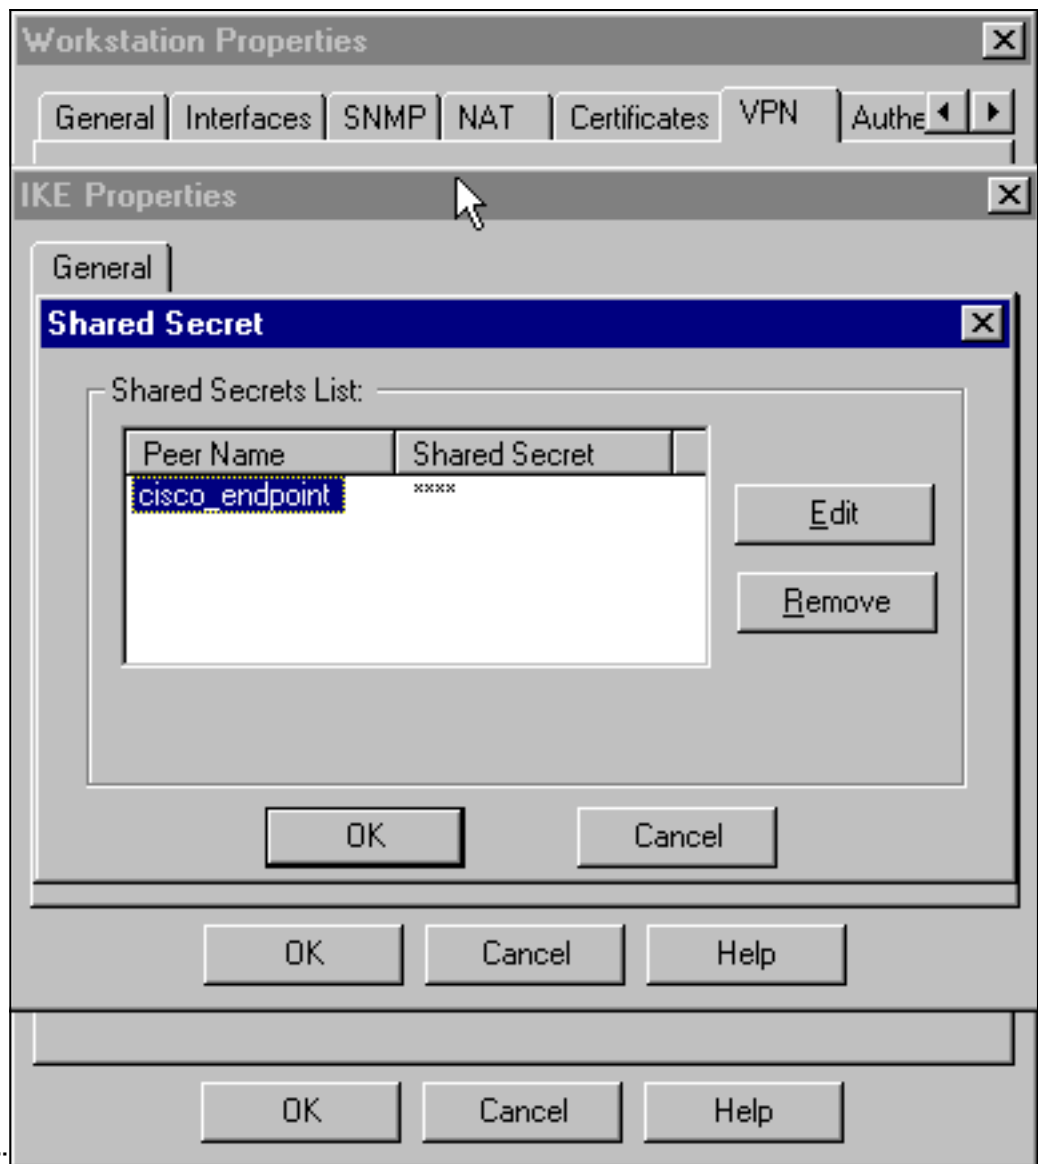 Workstation Properties
General Interfaces SNMP NAT Certificates VPN Authe
IKE Properties
General
Shared Secret
Shared Secrets List:
Peer Name Shared Secret
cisco_endpoint ****
Edit
Remove
OK Cancel
OK Cancel Help
OK Cancel Help
..